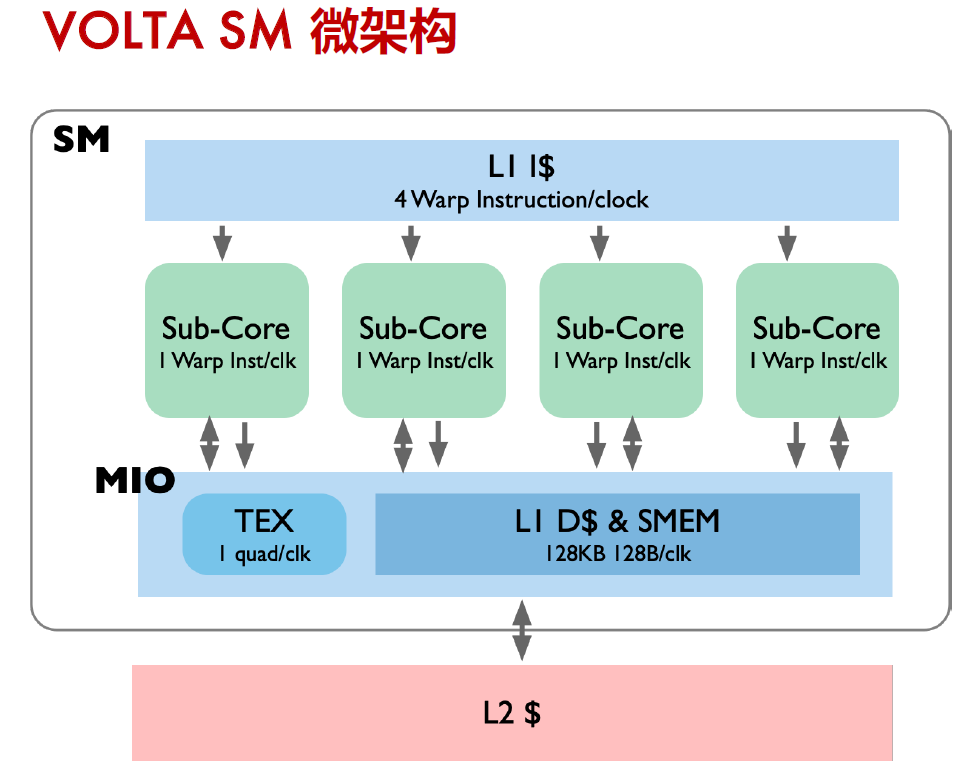 VOLTA SM 微架构
SM
L1 I$
4 Warp Instruction/clock
Sub-Core
1 Warp Inst/clk
Sub-Core
1 Warp Inst/clk
Sub-Core
1 Warp Inst/clk
Sub-Core
1 Warp Inst/clk
MIO
TEX
1 quad/clk
L1 D$ & SMEM
128KB 128B/clk
L2 $